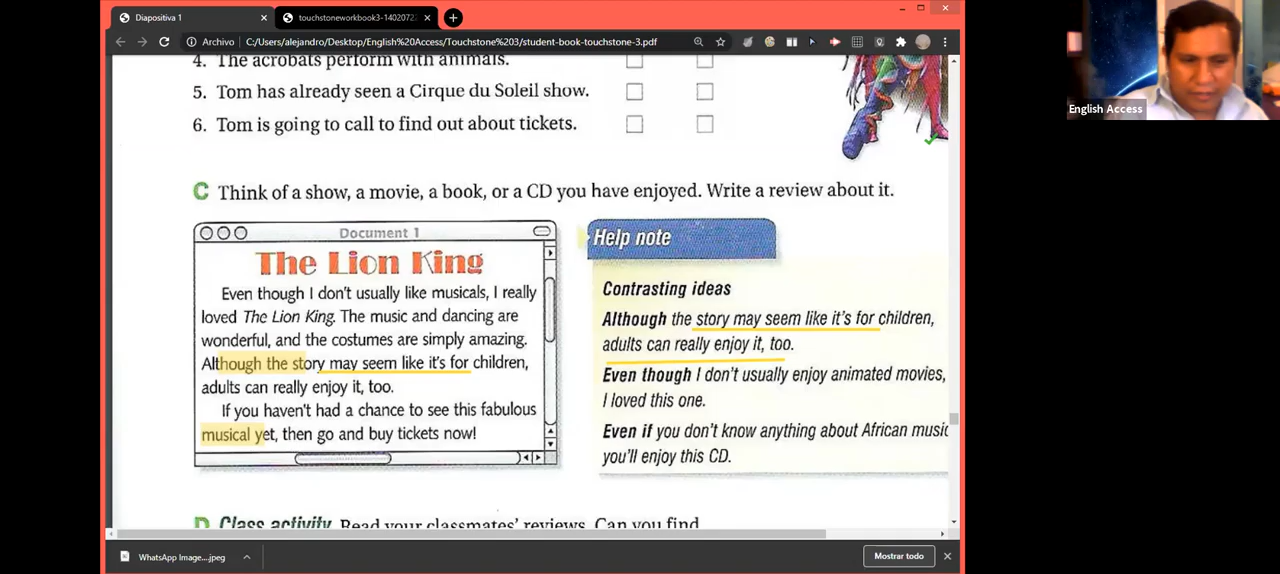 Diapositiva 1
touchstoneworkbook3-1402072
Archivo
C:/Users/alejandro/Desktop/English%20Access/Touchstone%203/student-book-touchstone-3.pdf
English Access
4. The acrobats perform with animals.
5. Tom has already seen a Cirque du Soleil show.
6. Tom is going to call to find out about tickets.
C Think of a show, a movie, a book, or a CD you have enjoyed. Write a review about it.
Document 1
The Lion King
Even though I don't usually like musicals, I really
loved The Lion King. The music and dancing are
wonderful, and the costumes are simply amazing.
Although the story may seem like it's for children,
adults can really enjoy it, too.
If you haven't had a chance to see this fabulous
musical yet, then go and buy tickets now!
Help note
Contrasting ideas
Although the story may seem like it's for children,
adults can really enjoy it, too.
Even though I don't usually enjoy animated movies,
I loved this one.
Even if you don't know anything about African music
you'll enjoy this CD.
D Class activity Read your classmates' reviews. Can you find
WhatsApp Image....jpeg
Mostrar todo